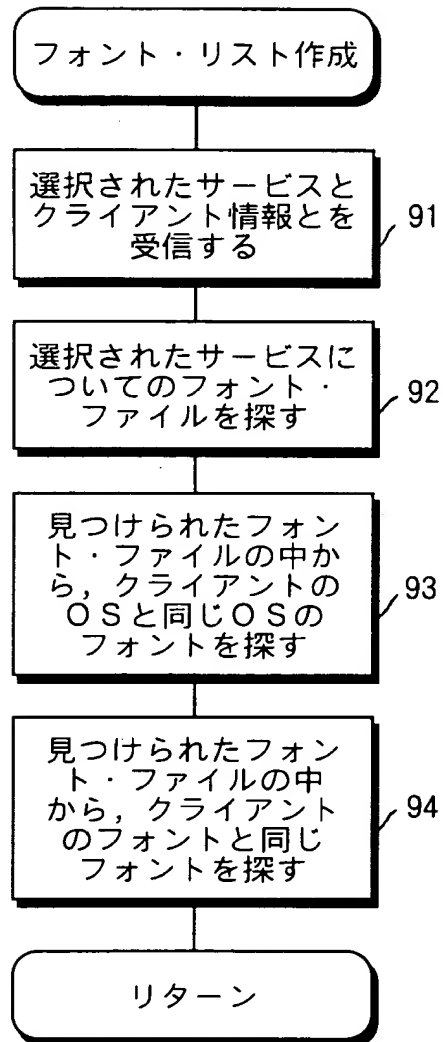 フォント・リスト作成
選択されたサービスと
クライアント情報とを
受信する
91
選択されたサービスに
ついてのフォント・
ファイルを探す
92
見つけられたフォン
ト・ファイルの中か
ら，クライアントの
ＯＳと同じＯＳの
フォントを探す
93
見つけられたフォン
ト・ファイルの中
から，クライアント
のフォントと同じ
フォントを探す
94
リターン